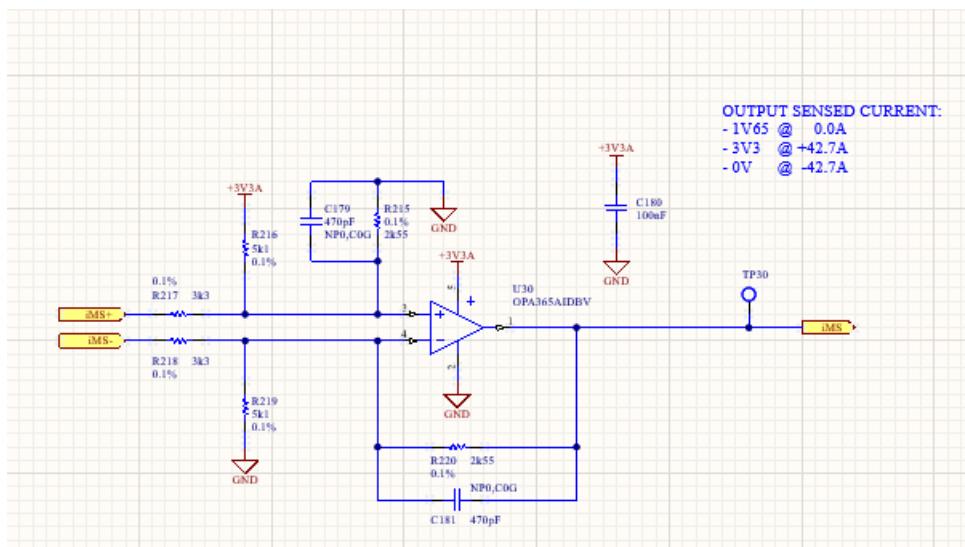 OUTPUT SENSED CURRENT:
- 1V65 @ 0.0A
- 3V3 @ +42.7A
- 0V @ -42.7A
+3V3A
C180
100nF
GND
+3V3A
R216
5k1
0.1%
C179
470pF
NP0,C0G
R215
0.1%
2k55
GND
+3V3A
U30
OPA365AIDBV
TP30
0.1%
R217 3k3
iMS+
iMS-
R218 3k3
0.1%
3
4
5
+
+
−
1
2
iMS
GND
R219
5k1
0.1%
GND
R220 2k55
0.1%
NP0,C0G
C181 470pF